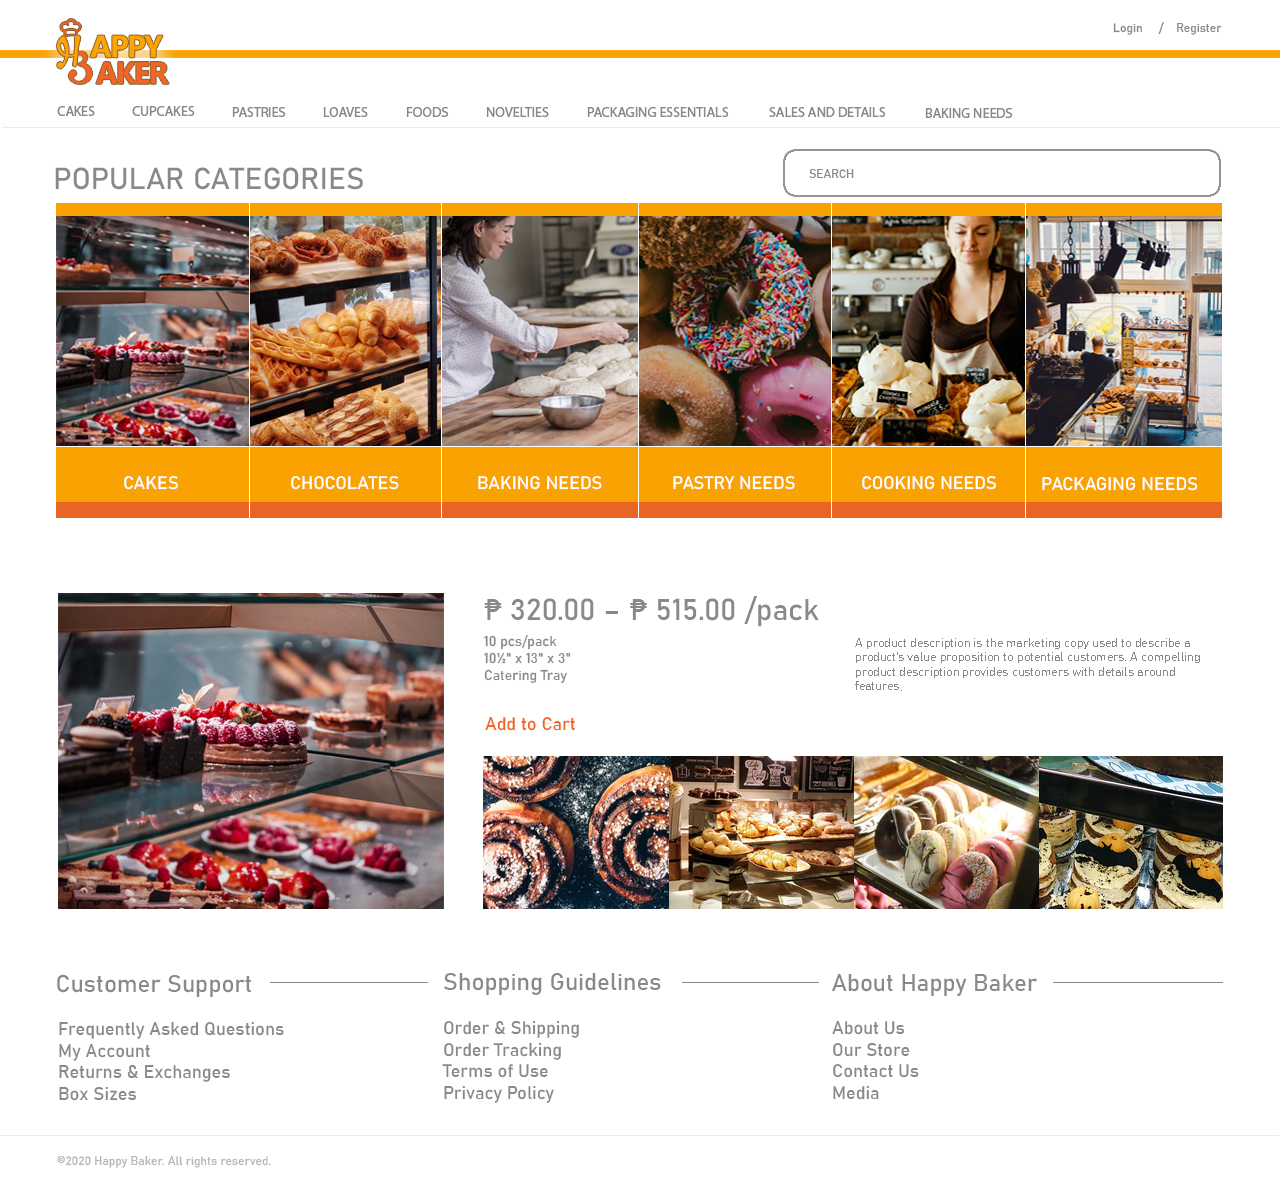 Login / Register
HAPPY
BAKER
CAKES CUPCAKES PASTRIES LOAVES FOODS NOVELTIES PACKAGING ESSENTIALS SALES AND DETAILS BAKING NEEDS
POPULAR CATEGORIES
SEARCH
CAKES CHOCOLATES BAKING NEEDS PASTRY NEEDS COOKING NEEDS PACKAGING NEEDS
₱ 320.00 – ₱ 515.00 /pack
10 pcs/pack
10½" x 13" x 3"
Catering Tray
A product description is the marketing copy used to describe a
product's value proposition to potential customers. A compelling
product description provides customers with details around
features.
Add to Cart
Customer Support
Frequently Asked Questions
My Account
Returns & Exchanges
Box Sizes
Shopping Guidelines
Order & Shipping
Order Tracking
Terms of Use
Privacy Policy
About Happy Baker
About Us
Our Store
Contact Us
Media
©2020 Happy Baker. All rights reserved.